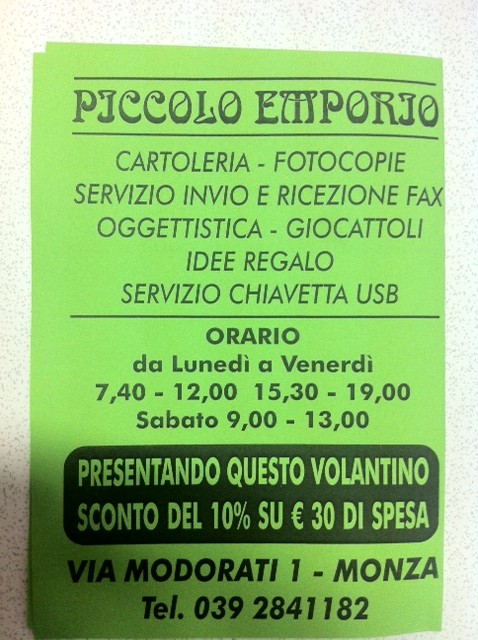 PICCOLO EMPORIO
CARTOLERIA - FOTOCOPIE
SERVIZIO INVIO E RICEZIONE FAX
OGGETTISTICA - GIOCATTOLI
IDEE REGALO
SERVIZIO CHIAVETTA USB
ORARIO
da Lunedì a Venerdì
7,40 - 12,00 15,30 - 19,00
Sabato 9,00 - 13,00
PRESENTANDO QUESTO VOLANTINO
SCONTO DEL 10% SU € 30 DI SPESA
VIA MODORATI 1 - MONZA
Tel. 039 2841182